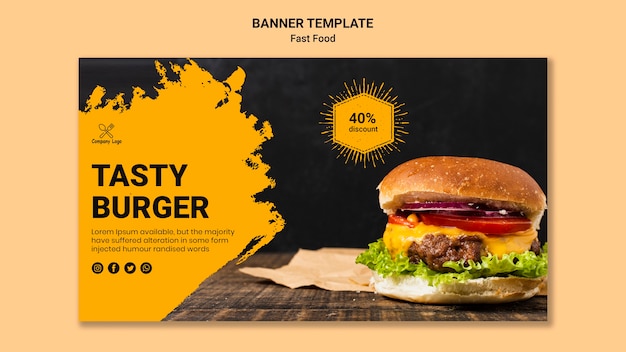 BANNER TEMPLATE
Fast Food
40%
discount
Company Logo
TASTY
BURGER
Lorem Ipsum available, but the majority
have suffered alteration in some form
injected humour randised words